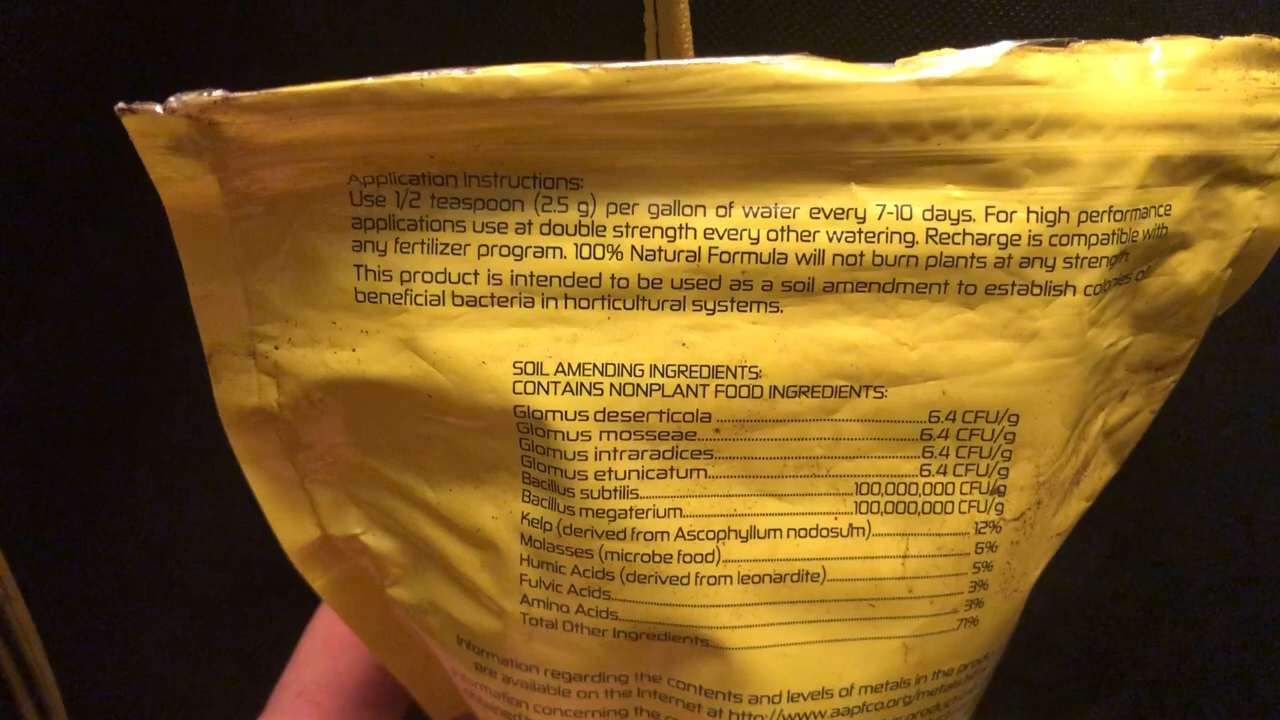 Application Instructions:
Use 1/2 teaspoon (2.5 g) per gallon of water every 7-10 days. For high performance
applications use at double strength every other watering. Recharge is compatible with
any fertilizer program. 100% Natural Formula will not burn plants at any strength.
This product is intended to be used as a soil amendment to establish colonies of
beneficial bacteria in horticultural systems.
SOIL AMENDING INGREDIENTS:
CONTAINS NONPLANT FOOD INGREDIENTS:
Glomus deserticola ........ 6.4 CFU/g
Glomus mosseae ........ 6.4 CFU/g
Glomus intraradices ........ 6.4 CFU/g
Glomus etunicatum ........ 6.4 CFU/g
Bacillus subtilis ........ 100,000,000 CFU/g
Bacillus megaterium ........ 100,000,000 CFU/g
Kelp (derived from Ascophyllum nodosum) ........ 12%
Molasses (microbe food) ........ 6%
Humic Acids (derived from leonardite) ........ 5%
Fulvic Acids ........ 3%
Amino Acids ........ 3%
Total Other Ingredients ........ 71%
Information regarding the contents and levels of metals in the
are available on the Internet at http://www.aapfco.org/metals
concerning the